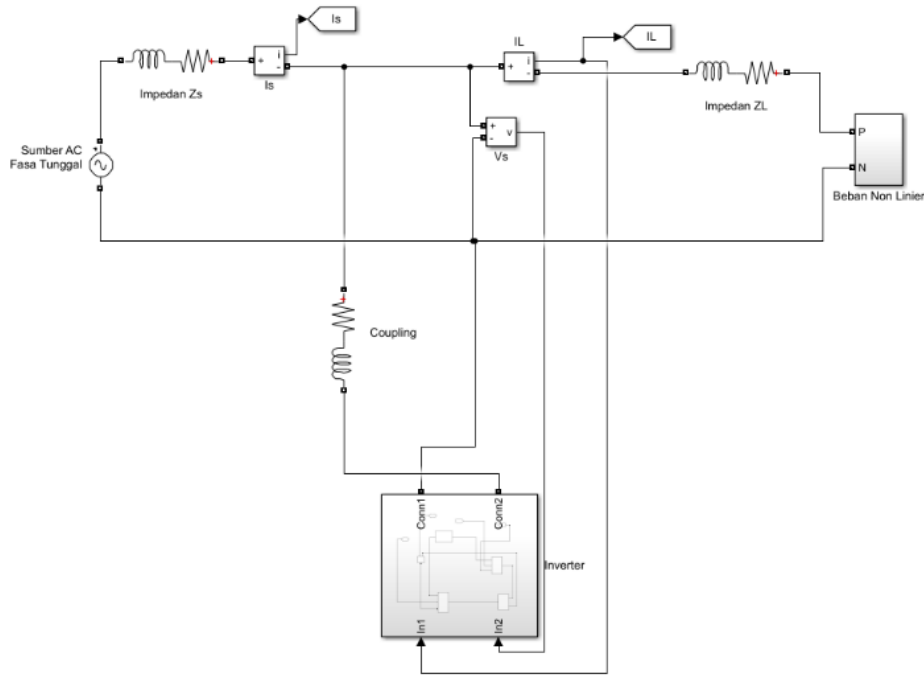 Is
IL
i
+
-
Is
IL
i
+
-
Impedan Zs
Impedan ZL
+
-
v
Vs
Sumber AC
Fasa Tunggal
+
P
N
Beban Non Linier
Coupling
Conn1
Conn2
Inverter
In1
In2